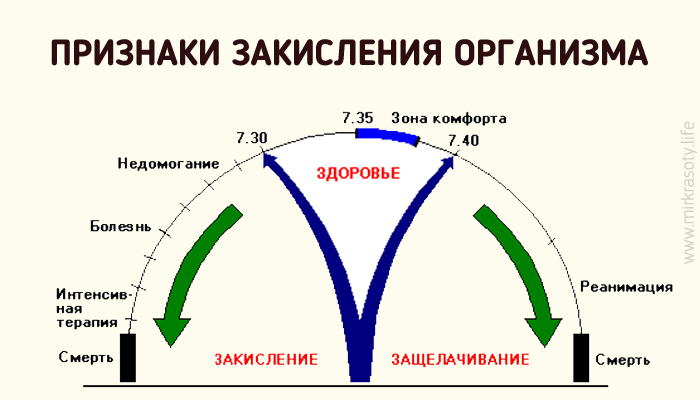 ПРИЗНАКИ ЗАКИСЛЕНИЯ ОРГАНИЗМА
7.35 Зона комфорта
7.30
7.40
Недомогание
ЗДОРОВЬЕ
Болезнь
Интенсив-
ная
терапия
Реанимация
Смерть
ЗАКИСЛЕНИЕ
ЗАЩЕЛАЧИВАНИЕ
Смерть
www.mirkrasoty.life